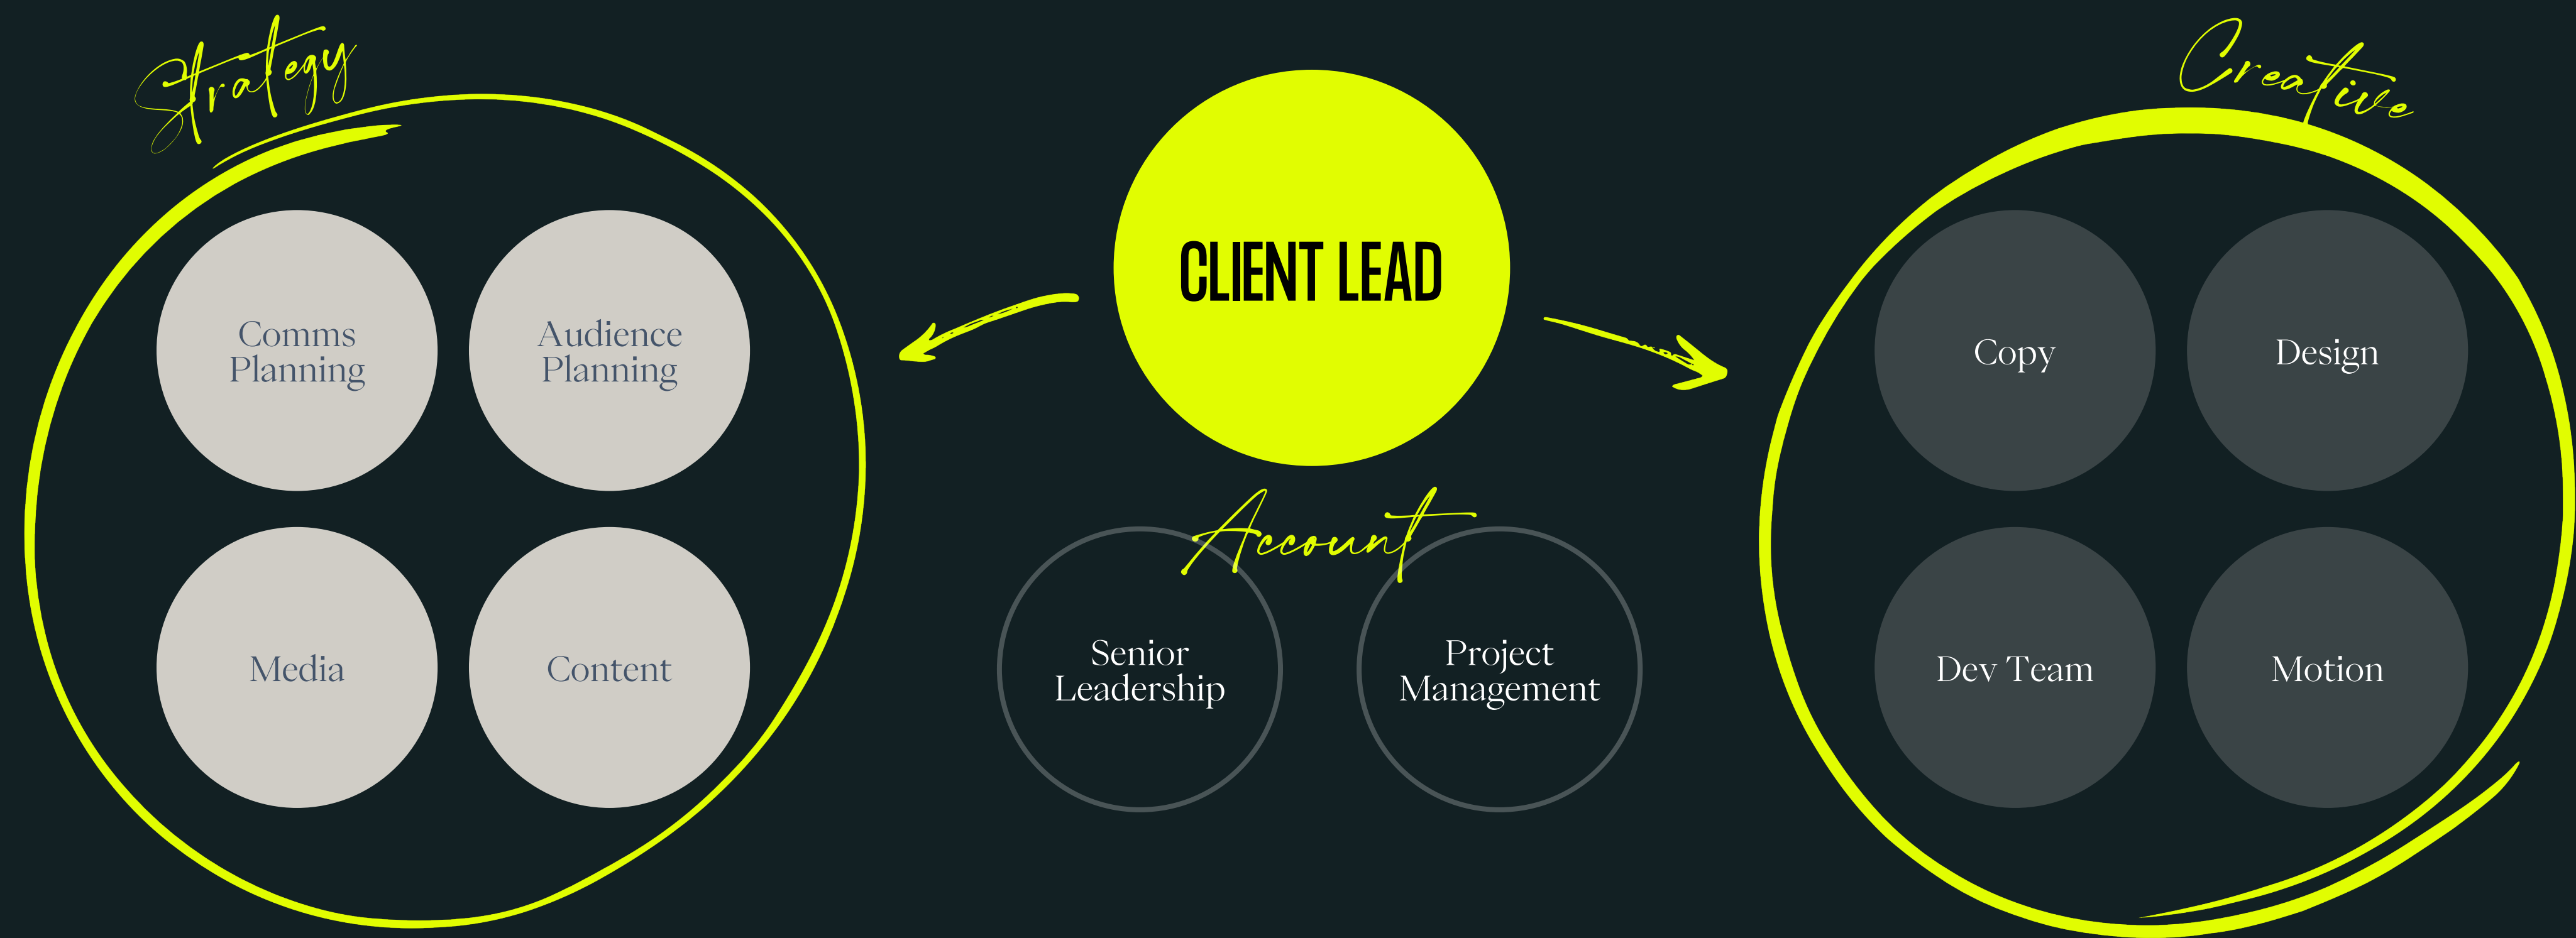 Strategy
Comms
Planning
Audience
Planning
Media
Content
CLIENT LEAD
Account
Senior
Leadership
Project
Management
Creative
Copy
Design
Dev Team
Motion